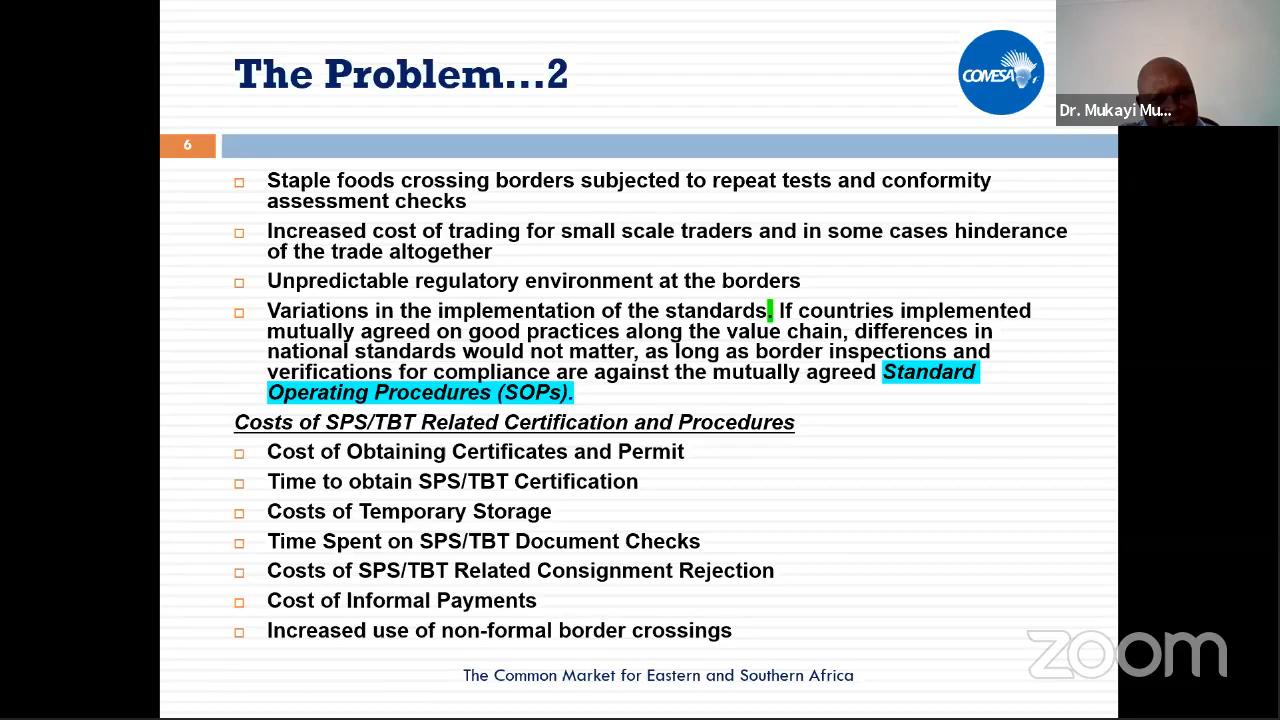 The Problem...2
COMESA
Dr. Mukayi Mu...
6
Staple foods crossing borders subjected to repeat tests and conformity
assessment checks
Increased cost of trading for small scale traders and in some cases hinderance
of the trade altogether
Unpredictable regulatory environment at the borders
Variations in the implementation of the standards. If countries implemented
mutually agreed on good practices along the value chain, differences in
national standards would not matter, as long as border inspections and
verifications for compliance are against the mutually agreed Standard
Operating Procedures (SOPs).
Costs of SPS/TBT Related Certification and Procedures
Cost of Obtaining Certificates and Permit
Time to obtain SPS/TBT Certification
Costs of Temporary Storage
Time Spent on SPS/TBT Document Checks
Costs of SPS/TBT Related Consignment Rejection
Cost of Informal Payments
Increased use of non-formal border crossings
zoom
The Common Market for Eastern and Southern Africa